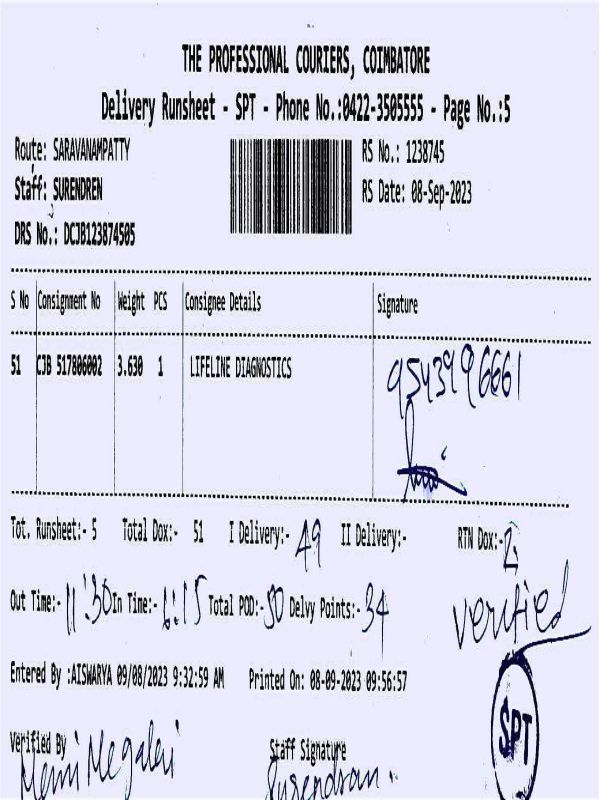 THE PROFESSIONAL COURIERS, COIMBATORE
Delivery Runsheet - SPT - Phone No.:0422-3505555 - Page No.:5
Route: SARAVANAMPATTY
RS No.: 1238745
Staff: SURENDREN
RS Date: 08-Sep-2023
DRS No.: DCJB123874505
S No Consignment No Weight PCS Consignee Details Signature
51 CJB 517806002 3.630 1 LIFELINE DIAGNOSTICS
9543996661
Tot. Runsheet:- 5 Total Dox:- 51 I Delivery:- 49 II Delivery:- RTN Dox:- 2
Out Time:- 11:30 In Time:- 6:15 Total POD:- 50 Delvy Points:- 34
verified
Entered By :AISWARYA 09/08/2023 9:32:59 AM Printed On: 08-09-2023 09:56:57
SPT
Verified By Staff Signature
Surendran